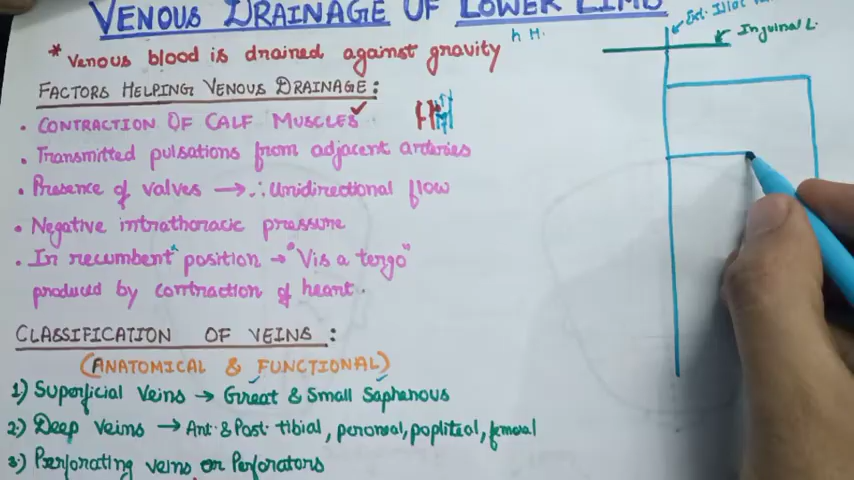 VENOUS DRAINAGE OF LOWER LIMB
Ext. Iliac
h H.
Inguinal L.
* Venous blood is drained against gravity
FACTORS HELPING VENOUS DRAINAGE:
• CONTRACTION OF CALF MUSCLES ✓
• Transmitted pulsations from adjacent arteries
• Presence of valves → ∴ Unidirectional flow
• Negative intrathoracic pressure
• In recumbent* position → "Vis a tergo"
produced by contraction of heart.
CLASSIFICATION OF VEINS:
(ANATOMICAL & FUNCTIONAL)
1) Superficial Veins → Great & Small Saphenous
2) Deep Veins → Ant. & Post. tibial, peroneal, popliteal, femoral
3) Perforating veins or Perforators